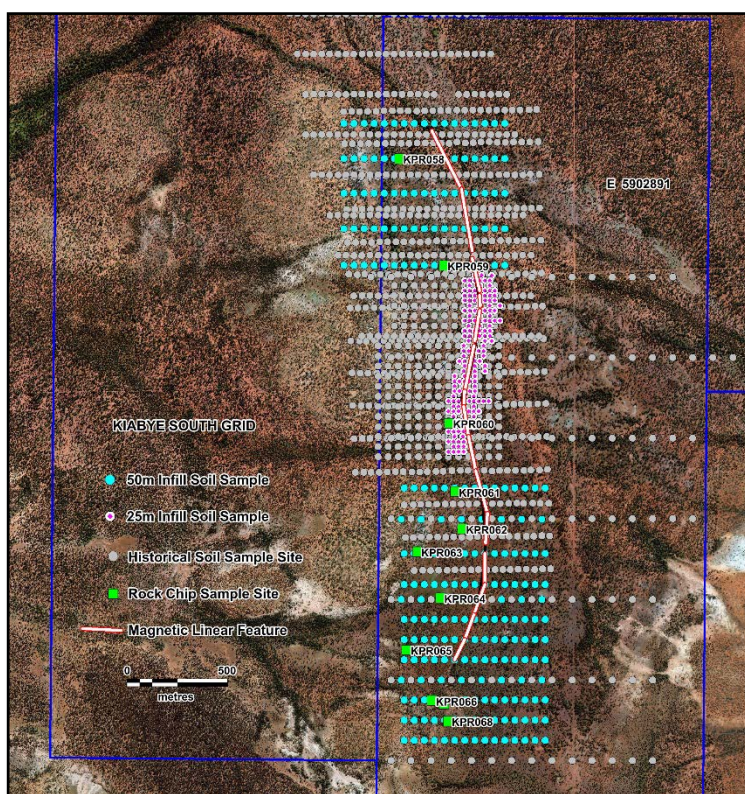 KPR058
E 5902891
KPR059
KPR060
KIABYE SOUTH GRID
50m Infill Soil Sample
25m Infill Soil Sample
Historical Soil Sample Site
Rock Chip Sample Site
Magnetic Linear Feature
0 500
metres
KPR061
KPR062
KPR063
KPR064
KPR065
KPR066
KPR068